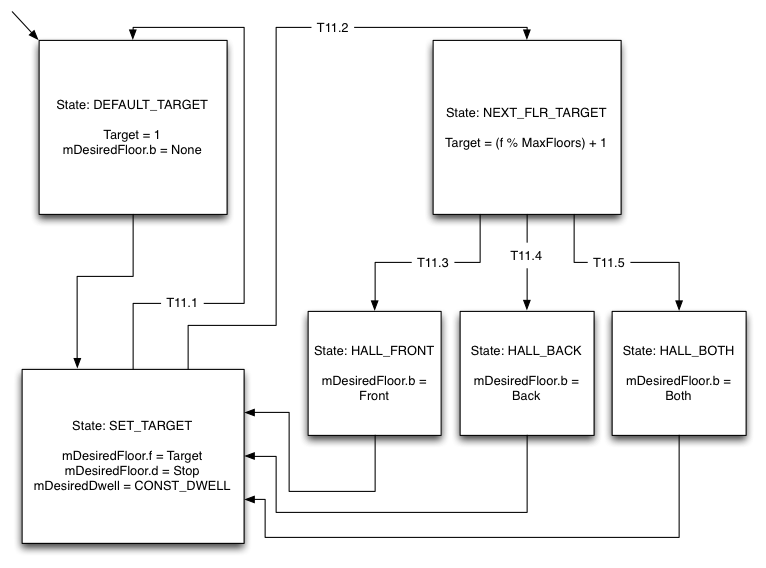 T11.2
State: DEFAULT_TARGET
Target = 1
mDesiredFloor.b = None
State: NEXT_FLR_TARGET
Target = (f % MaxFloors) + 1
T11.3
T11.4
T11.5
T11.1
State: HALL_FRONT
mDesiredFloor.b =
Front
State: HALL_BACK
mDesiredFloor.b =
Back
State: HALL_BOTH
mDesiredFloor.b =
Both
State: SET_TARGET
mDesiredFloor.f = Target
mDesiredFloor.d = Stop
mDesiredDwell = CONST_DWELL